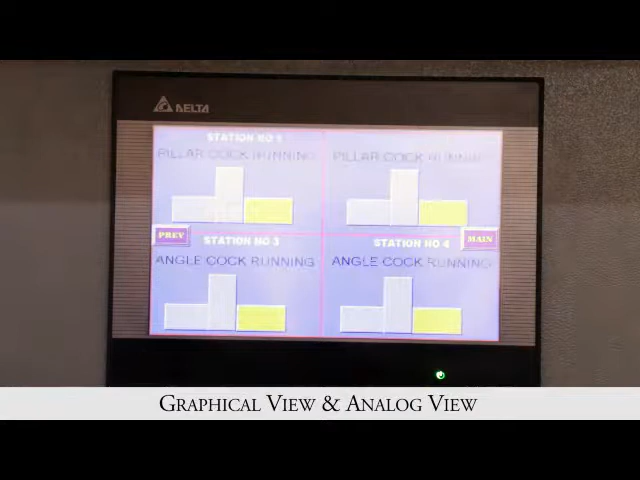 DELTA
STATION NO 1
PILLAR COCK RUNNING
PILLAR COCK RUNNING
PREV
MAIN
STATION NO 3
STATION NO 4
ANGLE COCK RUNNING
ANGLE COCK RUNNING
GRAPHICAL VIEW & ANALOG VIEW